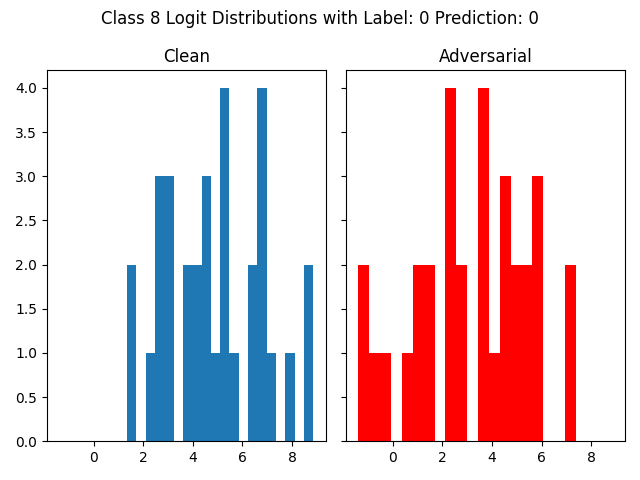 Class 8 Logit Distributions with Label: 0 Prediction: 0
Clean
Adversarial
4.0
3.5
3.0
2.5
2.0
1.5
1.0
0.5
0.0
0 2 4 6 8
0 2 4 6 8